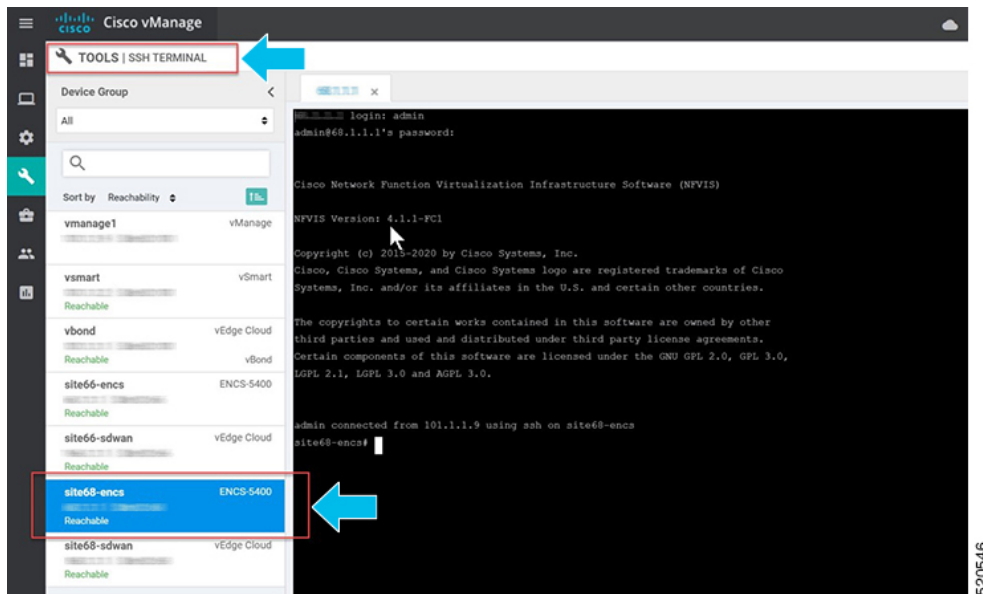 CISCO Cisco vManage
TOOLS | SSH TERMINAL
Device Group
All
Sort by Reachability
vmanage1 vManage
vsmart vSmart
Reachable
vbond vEdge Cloud
Reachable vBond
site66-encs ENCS-5400
Reachable
site66-sdwan vEdge Cloud
Reachable
site68-encs ENCS-5400
Reachable
site68-sdwan vEdge Cloud
Reachable
login: admin
admin@68.1.1.1's password:
Cisco Network Function Virtualization Infrastructure Software (NFVIS)
NFVIS Version: 4.1.1-FC1
Copyright (c) 2015-2020 by Cisco Systems, Inc.
Cisco, Cisco Systems, and Cisco Systems logo are registered trademarks of Cisco
Systems, Inc. and/or its affiliates in the U.S. and certain other countries.
The copyrights to certain works contained in this software are owned by other
third parties and used and distributed under third party license agreements.
Certain components of this software are licensed under the GNU GPL 2.0, GPL 3.0,
LGPL 2.1, LGPL 3.0 and AGPL 3.0.
admin connected from 101.1.1.9 using ssh on site68-encs
site68-encs#
520546